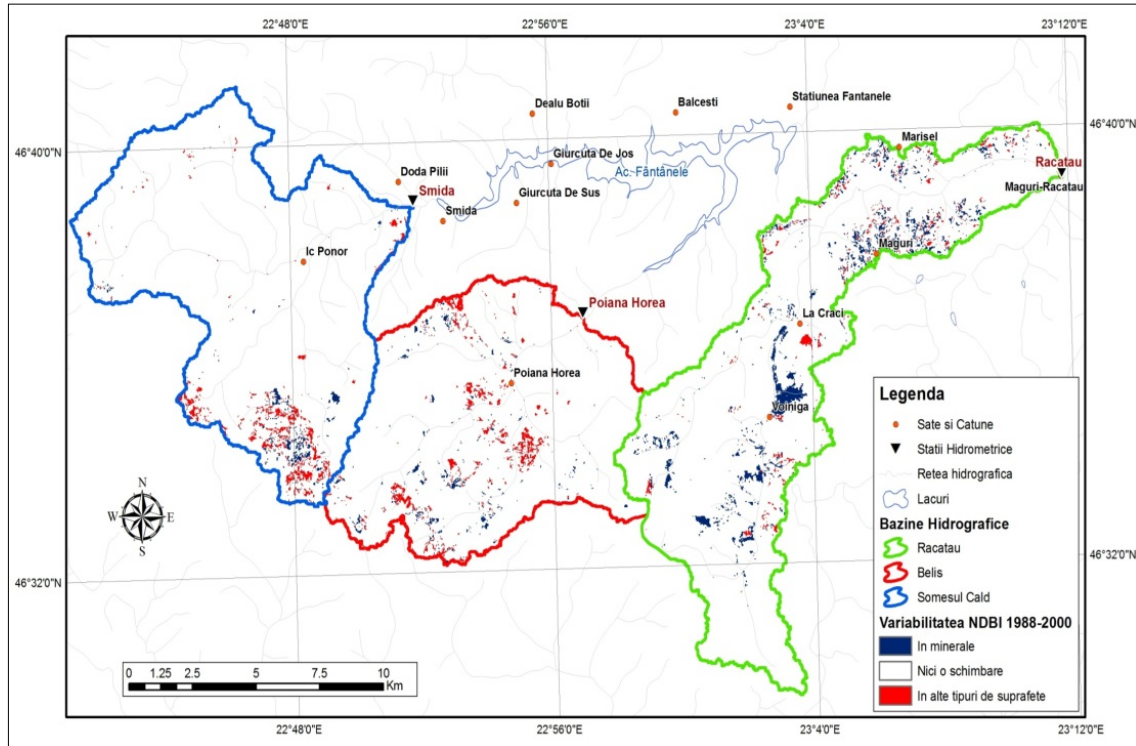 22°48'0"E 22°56'0"E 23°4'0"E 23°12'0"E
46°40'0"N
46°40'0"N
Dealu Botii
Balcesti
Statiunea Fantanele
Marisel
Giurcuta De Jos
Ac. Fântânele
Racatau
Maguri-Racatau
Doda Pilii
Smida
Giurcuta De Sus
Smida
Maguri
Ic Ponor
Poiana Horea
La Craci
Poiana Horea
Voiniga
Legenda
Sate si Catune
Statii Hidrometrice
Retea hidrografica
Lacuri
Bazine Hidrografice
Racatau
Belis
Somesul Cald
Variabilitatea NDBI 1988-2000
In minerale
Nici o schimbare
In alte tipuri de suprafete
N
W E
S
46°32'0"N
46°32'0"N
0 1.25 2.5 5 7.5 10
Km
22°48'0"E 22°56'0"E 23°4'0"E 23°12'0"E